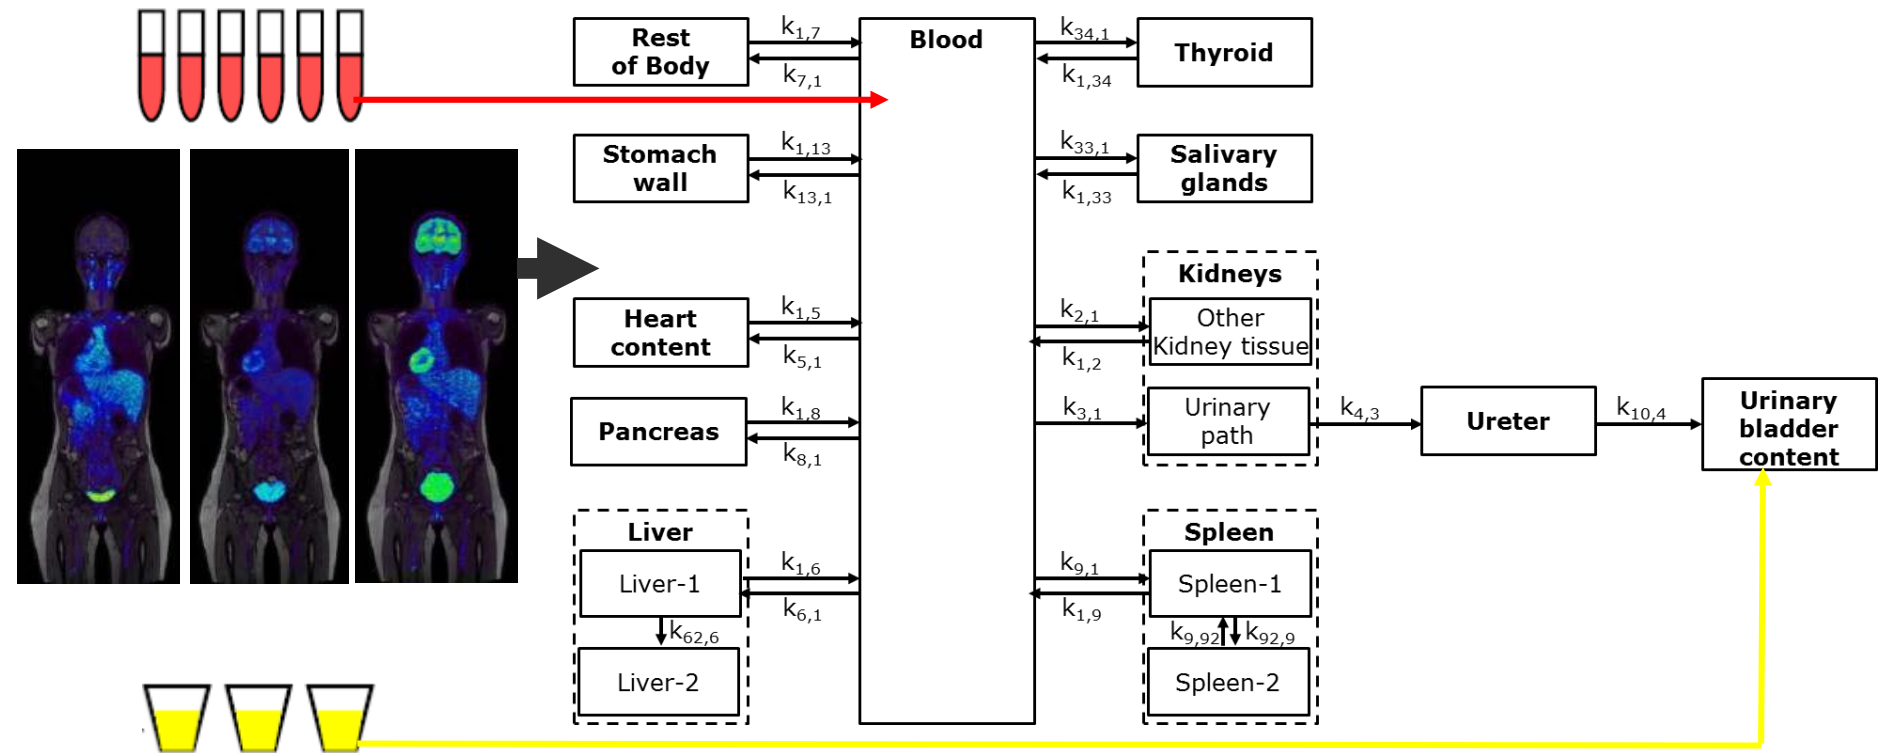 Rest
of Body
k1,7
k7,1
Blood
k34,1
k1,34
Thyroid
Stomach
wall
k1,13
k13,1
k33,1
k1,33
Salivary
glands
Heart
content
k1,5
k5,1
k2,1
k1,2
Kidneys
Other
Kidney tissue
Pancreas
k1,8
k8,1
k3,1
Urinary
path
k4,3
Ureter
k10,4
Urinary
bladder
content
Liver
Liver-1
k1,6
k6,1
k62,6
Liver-2
k9,1
k1,9
Spleen
Spleen-1
k9,92
k92,9
Spleen-2